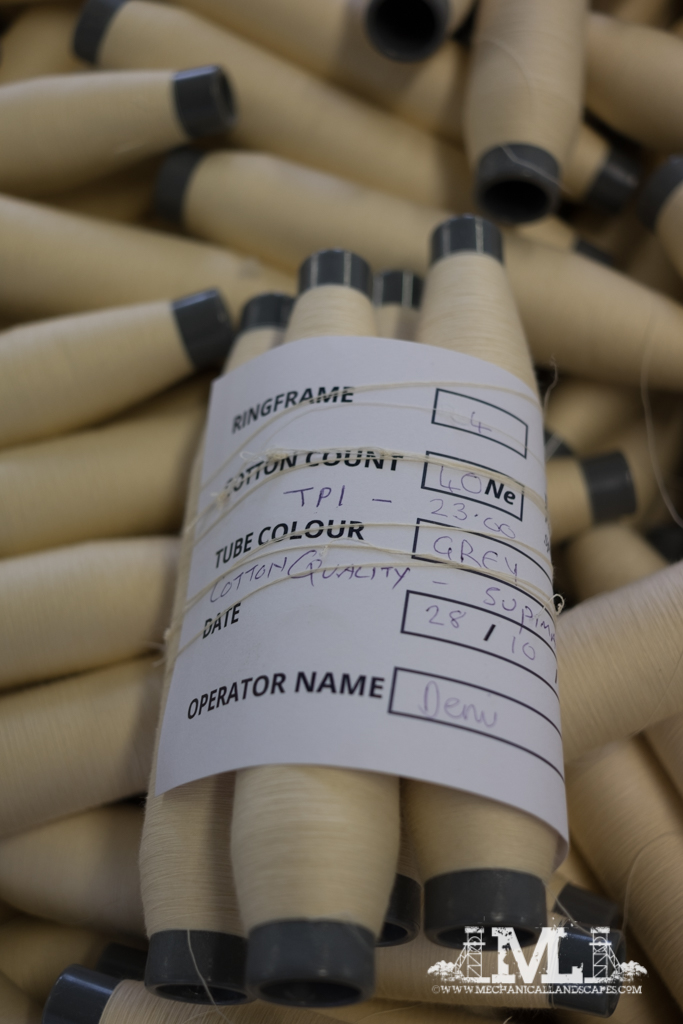 RINGFRAME 4
COTTON COUNT 40Ne
TPI - 23.00
TUBE COLOUR GREY
COTTON QUALITY - SUPIMA
DATE 28 / 10 /
OPERATOR NAME
ML
©WWW.MECHANICALLANDSCAPES.COM